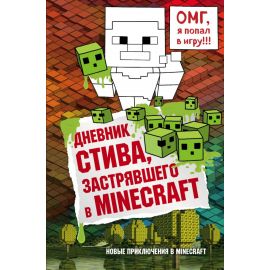 ОМГ,
я попал
в игру!!!
ДНЕВНИК
СТИВА,
ЗАСТРЯВШЕГО
В MINECRAFT
НОВЫЕ ПРИКЛЮЧЕНИЯ В MINECRAFT